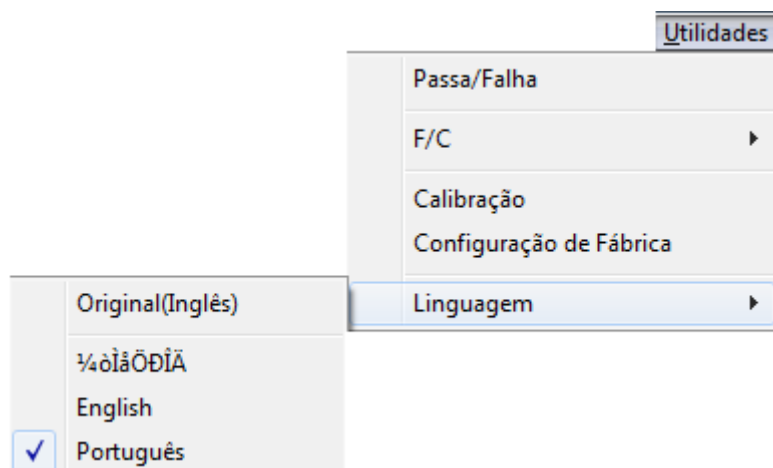 Utilidades
Passa/Falha
F/C
Calibração
Configuração de Fábrica
Linguagem
Original(Inglês)
¼òÌåÖÐÎÄ
English
Português